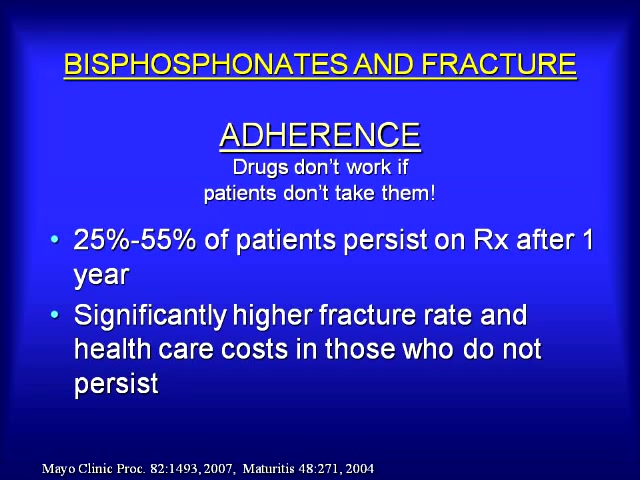 BISPHOSPHONATES AND FRACTURE
ADHERENCE
Drugs don't work if
patients don't take them!
• 25%-55% of patients persist on Rx after 1
year
• Significantly higher fracture rate and
health care costs in those who do not
persist
Mayo Clinic Proc. 82:1493, 2007, Maturitis 48:271, 2004